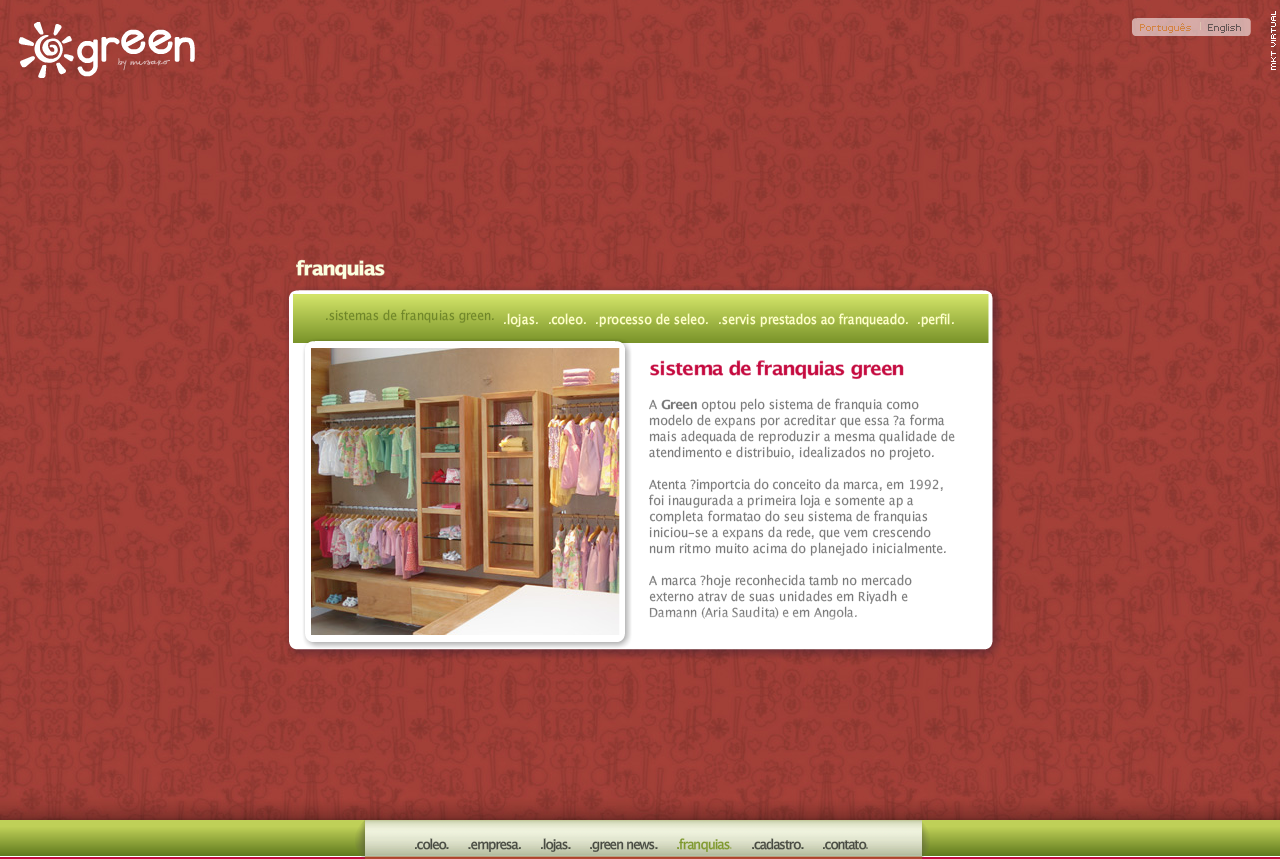 green
by missako
Português
English
MKT VIRTUAL
franquias
.sistemas de franquias green. .lojas. .coleo. .processo de seleo. .servis prestados ao franqueado. .perfil.
sistema de franquias green
A Green optou pelo sistema de franquia como
modelo de expans por acreditar que essa ?a forma
mais adequada de reproduzir a mesma qualidade de
atendimento e distribuio, idealizados no projeto.
Atenta ?importcia do conceito da marca, em 1992,
foi inaugurada a primeira loja e somente ap a
completa formatao do seu sistema de franquias
iniciou-se a expans da rede, que vem crescendo
num ritmo muito acima do planejado inicialmente.
A marca ?hoje reconhecida tamb no mercado
externo atrav de suas unidades em Riyadh e
Damann (Aria Saudita) e em Angola.
.coleo. .empresa. .lojas. .green news. .franquias. .cadastro. .contato.